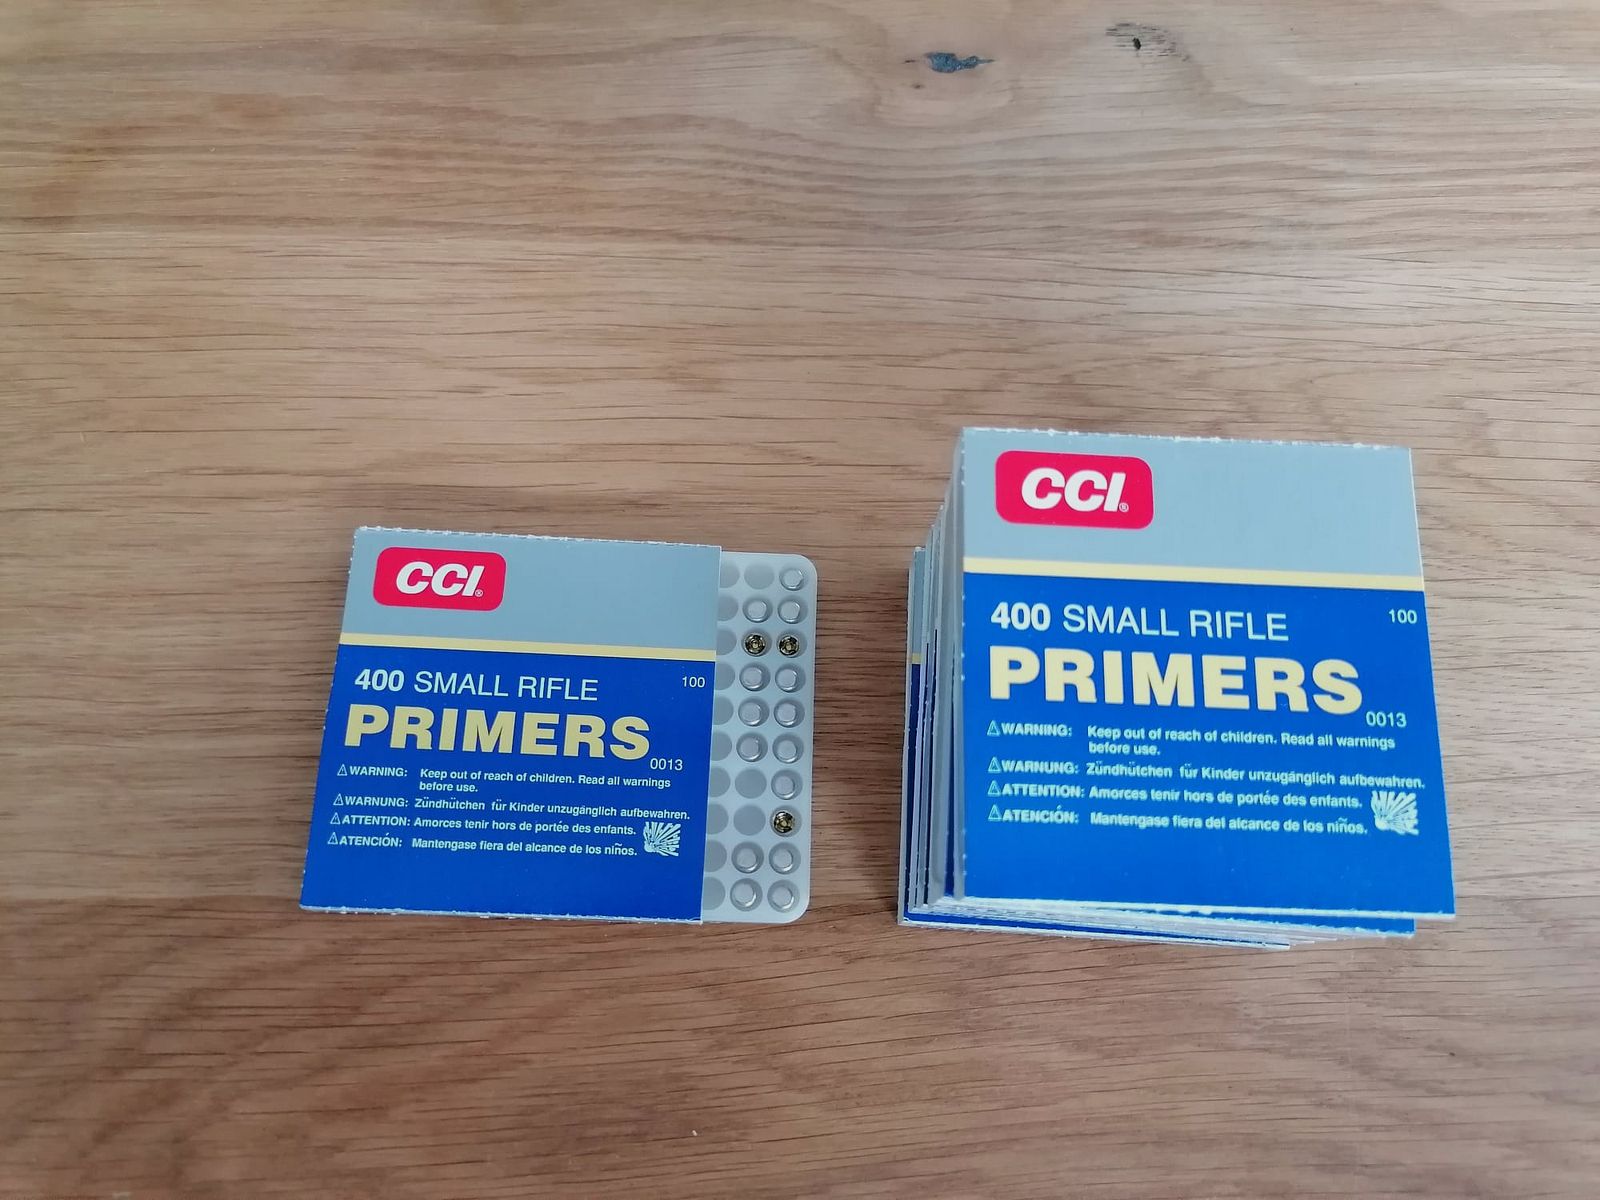 CCI®
400 SMALL RIFLE
100
PRIMERS
0013
WARNING: Keep out of reach of children. Read all warnings
before use.
WARNUNG: Zündhütchen für Kinder unzugänglich aufbewahren.
ATTENTION: Amorces tenir hors de portée des enfants.
ATENCIÓN: Mantengase fiera del alcance de los niños.
CCI®
400 SMALL RIFLE
100
PRIMERS
0013
WARNING: Keep out of reach of children. Read all warnings
before use.
WARNUNG: Zündhütchen für Kinder unzugänglich aufbewahren.
ATTENTION: Amorces tenir hors de portée des enfants.
ATENCIÓN: Mantengase fiera del alcance de los niños.